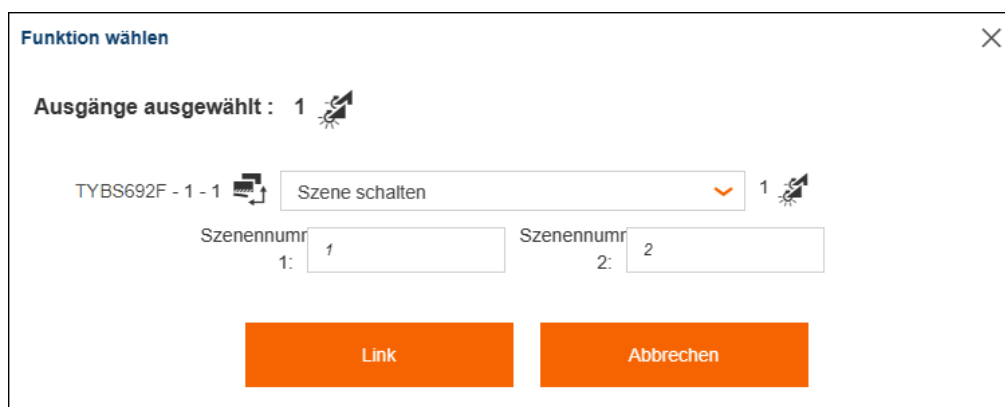 Funktion wählen
Ausgänge ausgewählt : 1
TYBS692F - 1 - 1 Szene schalten 1
Szenennumr 1: 1 Szenennumr 2: 2
Link Abbrechen